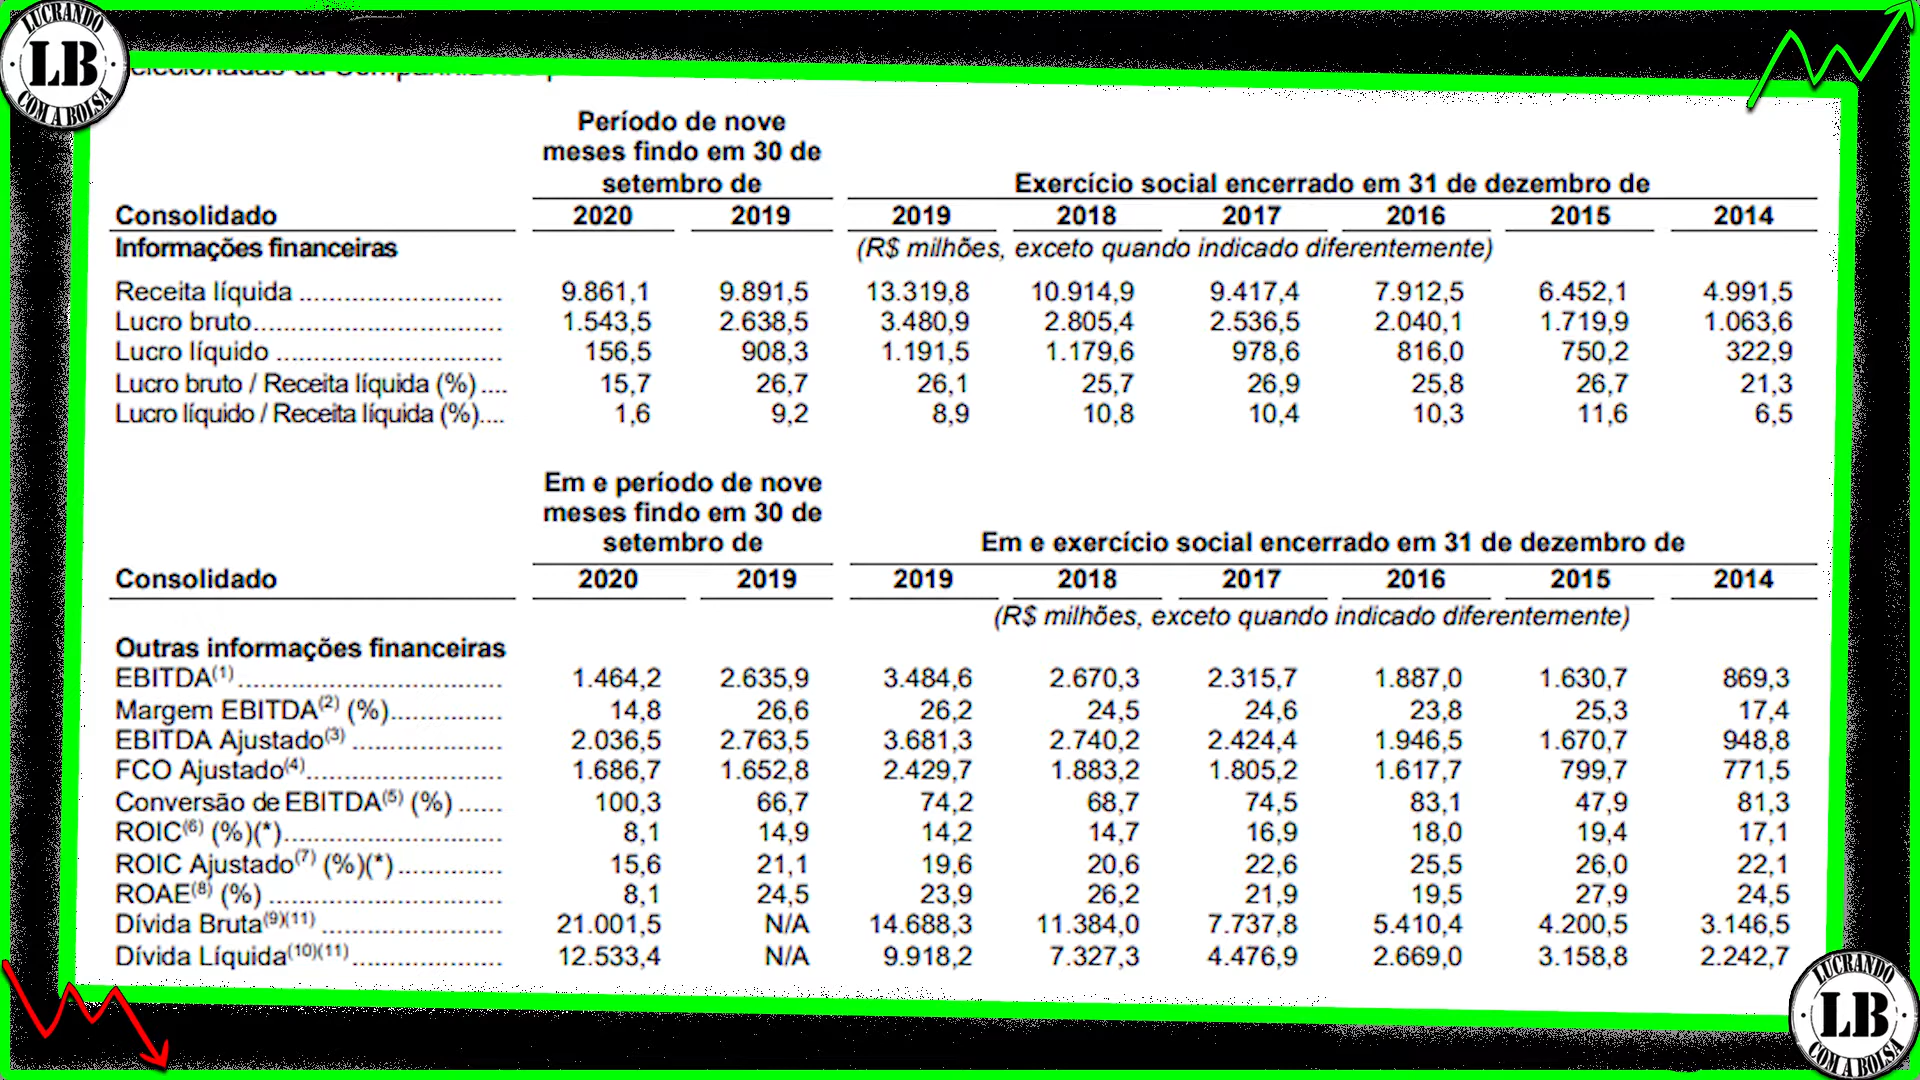 LUCRANDO
LB
COM A BOLSA
Período de nove
meses findo em 30 de
setembro de
Exercício social encerrado em 31 de dezembro de
Consolidado 2020 2019 2019 2018 2017 2016 2015 2014
Informações financeiras (R$ milhões, exceto quando indicado diferentemente)
Receita líquida ............................ 9.861,1 9.891,5 13.319,8 10.914,9 9.417,4 7.912,5 6.452,1 4.991,5
Lucro bruto.................................. 1.543,5 2.638,5 3.480,9 2.805,4 2.536,5 2.040,1 1.719,9 1.063,6
Lucro líquido ............................... 156,5 908,3 1.191,5 1.179,6 978,6 816,0 750,2 322,9
Lucro bruto / Receita líquida (%) .... 15,7 26,7 26,1 25,7 26,9 25,8 26,7 21,3
Lucro líquido / Receita líquida (%).... 1,6 9,2 8,9 10,8 10,4 10,3 11,6 6,5
Em e período de nove
meses findo em 30 de
setembro de
Em e exercício social encerrado em 31 de dezembro de
Consolidado 2020 2019 2019 2018 2017 2016 2015 2014
(R$ milhões, exceto quando indicado diferentemente)
Outras informações financeiras
EBITDA(1) .................................... 1.464,2 2.635,9 3.484,6 2.670,3 2.315,7 1.887,0 1.630,7 869,3
Margem EBITDA(2) (%)............... 14,8 26,6 26,2 24,5 24,6 23,8 25,3 17,4
EBITDA Ajustado(3) .................... 2.036,5 2.763,5 3.681,3 2.740,2 2.424,4 1.946,5 1.670,7 948,8
FCO Ajustado(4).......................... 1.686,7 1.652,8 2.429,7 1.883,2 1.805,2 1.617,7 799,7 771,5
Conversão de EBITDA(5) (%) ...... 100,3 66,7 74,2 68,7 74,5 83,1 47,9 81,3
ROIC(6) (%)(*).............................. 8,1 14,9 14,2 14,7 16,9 18,0 19,4 17,1
ROIC Ajustado(7) (%)(*) .............. 15,6 21,1 19,6 20,6 22,6 25,5 26,0 22,1
ROAE(8) (%) ................................ 8,1 24,5 23,9 26,2 21,9 19,5 27,9 24,5
Dívida Bruta(9)(11) ........................ 21.001,5 N/A 14.688,3 11.384,0 7.737,8 5.410,4 4.200,5 3.146,5
Dívida Líquida(10)(11) .................... 12.533,4 N/A 9.918,2 7.327,3 4.476,9 2.669,0 3.158,8 2.242,7
LUCRANDO
LB
COM A BOLSA